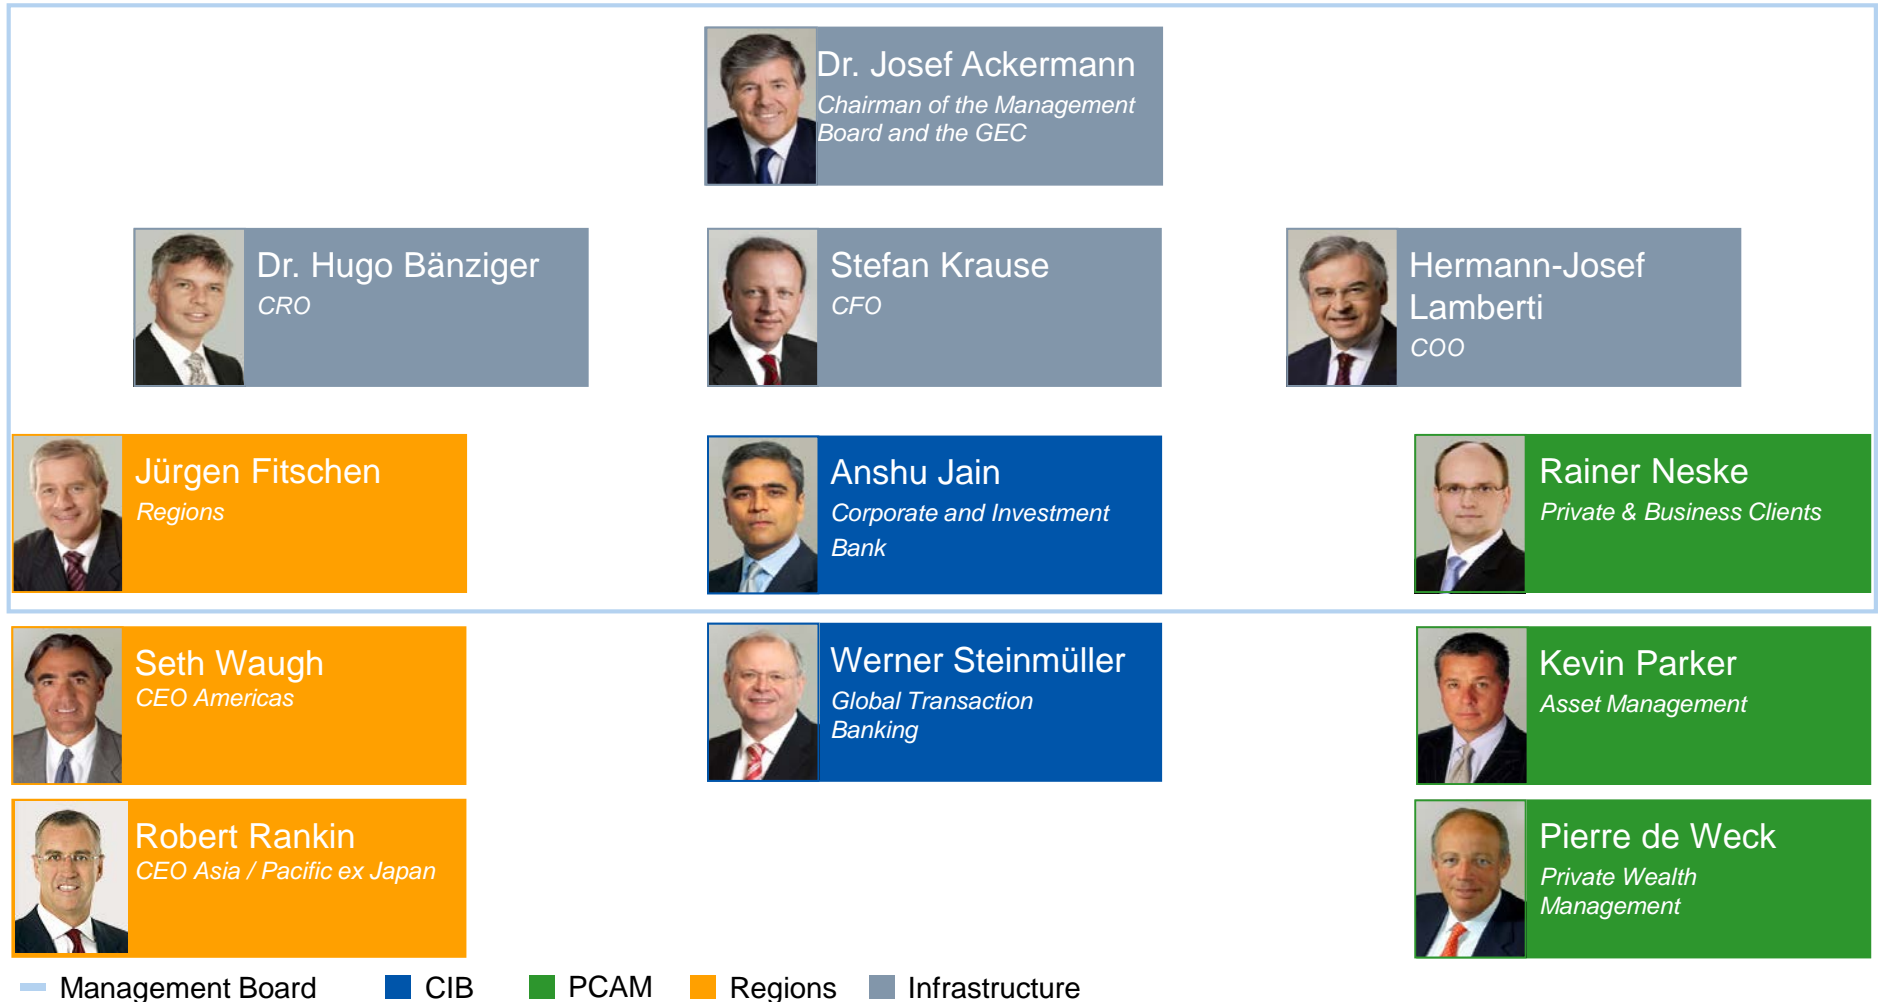 Dr. Josef Ackermann
Chairman of the Management
Board and the GEC
Dr. Hugo Bänziger
CRO
Stefan Krause
CFO
Hermann-Josef
Lamberti
COO
Jürgen Fitschen
Regions
Anshu Jain
Corporate and Investment
Bank
Rainer Neske
Private & Business Clients
Seth Waugh
CEO Americas
Werner Steinmüller
Global Transaction
Banking
Kevin Parker
Asset Management
Robert Rankin
CEO Asia / Pacific ex Japan
Pierre de Weck
Private Wealth
Management
Management Board CIB PCAM Regions Infrastructure